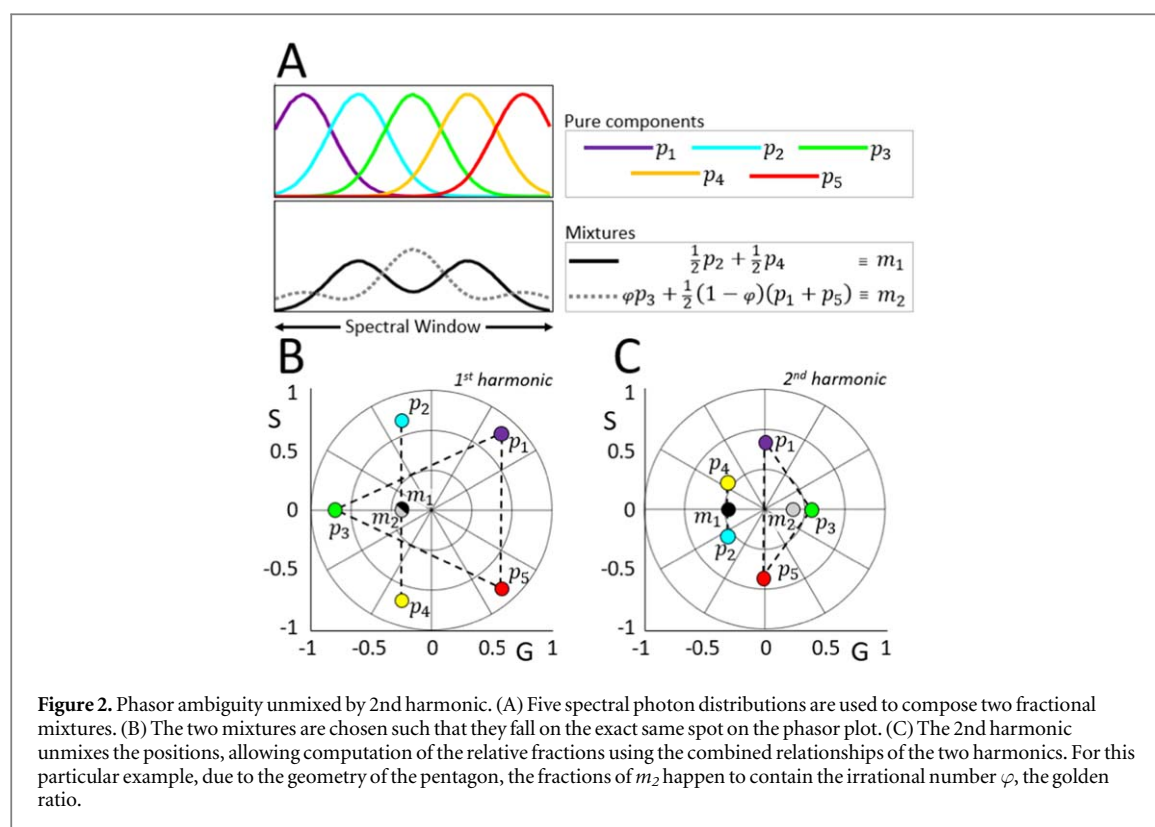 A
Pure components
p₁ p₂ p₃
p₄ p₅
Mixtures
½p₂ + ½p₄ ≡ m₁
φp₃ + ½(1 − φ)(p₁ + p₅) ≡ m₂
Spectral Window
B
1st harmonic
1
S
0.5
0
-0.5
-1
-1 -0.5 0 0.5 G 1
p₂
p₁
m₁
m₂
p₃
p₅
p₄
C
2nd harmonic
1
S
0.5
0
-0.5
-1
-1 -0.5 0 0.5 G 1
p₁
p₄
m₁
m₂
p₃
p₂
p₅
Figure 2. Phasor ambiguity unmixed by 2nd harmonic. (A) Five spectral photon distributions are used to compose two fractional
mixtures. (B) The two mixtures are chosen such that they fall on the exact same spot on the phasor plot. (C) The 2nd harmonic
unmixes the positions, allowing computation of the relative fractions using the combined relationships of the two harmonics. For this
particular example, due to the geometry of the pentagon, the fractions of m₂ happen to contain the irrational number φ, the golden
ratio.